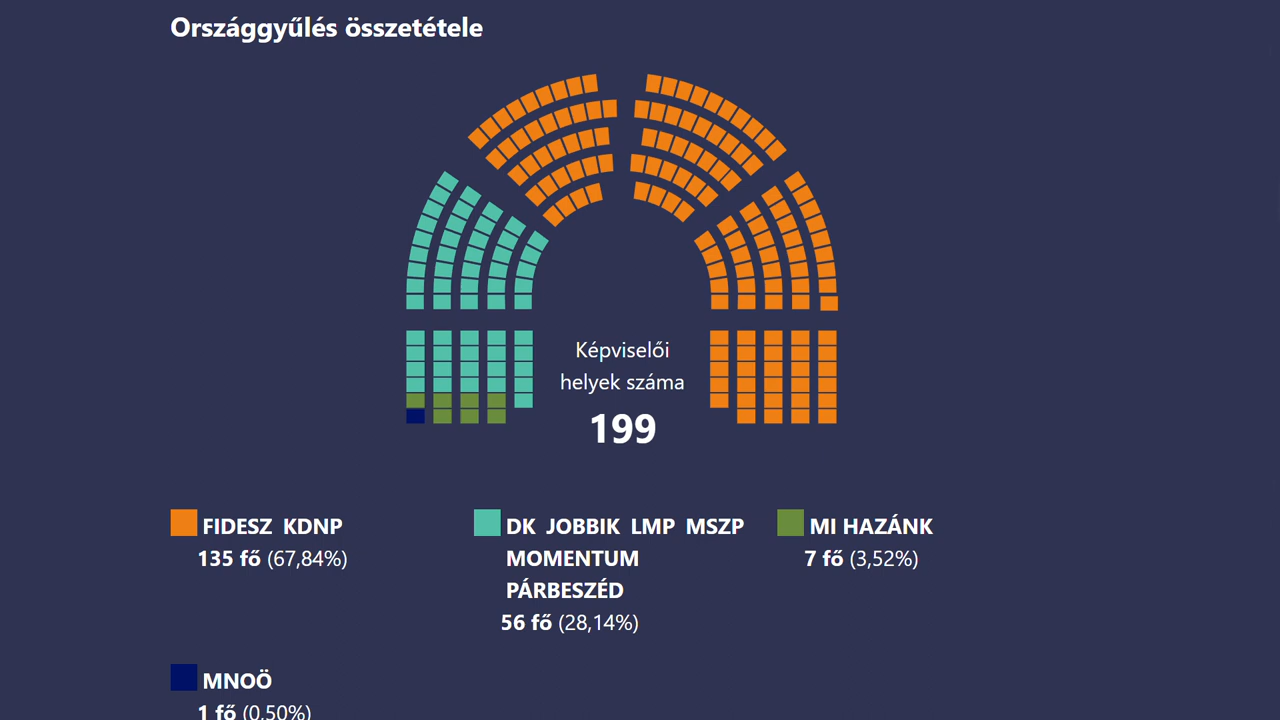 Országgyűlés összetétele
Képviselői
helyek száma
199
FIDESZ KDNP
135 fő (67,84%)
DK JOBBIK LMP MSZP
MOMENTUM
PÁRBESZÉD
56 fő (28,14%)
MI HAZÁNK
7 fő (3,52%)
MNOÖ
1 fő (0,50%)